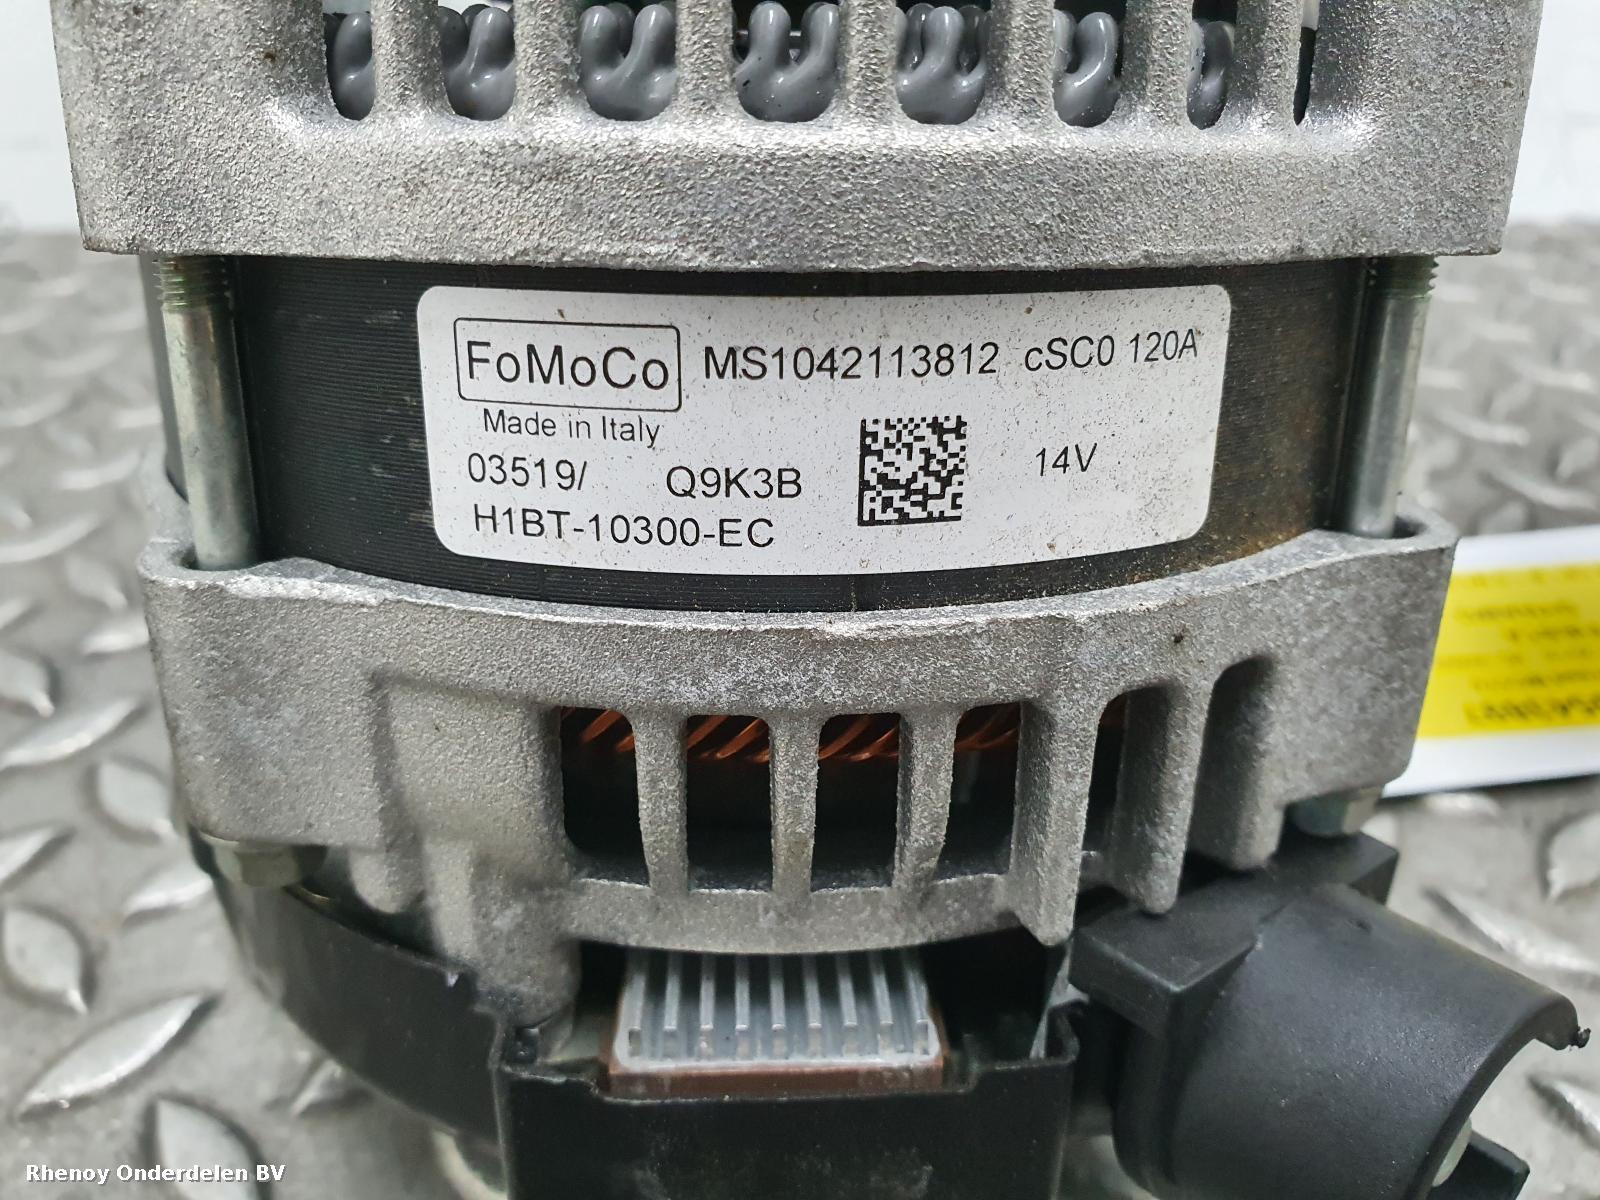 FoMoCo MS1042113812 cSC0 120A
Made in Italy
03519/ Q9K3B 14V
H1BT-10300-EC
Rhenoy Onderdelen BV